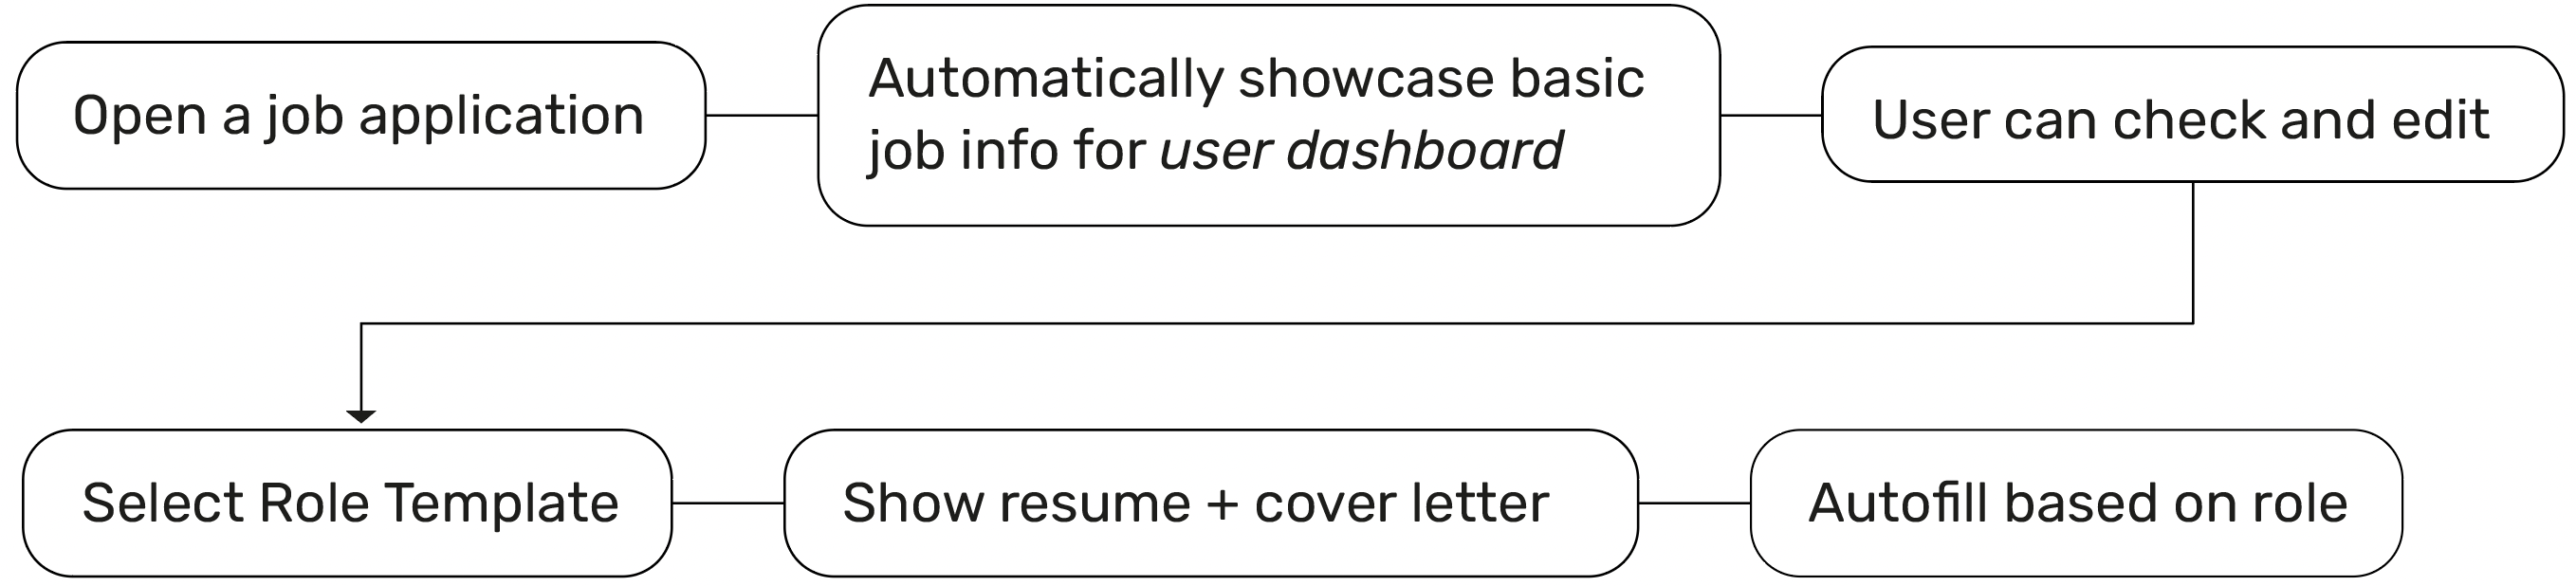 Open a job application
Automatically showcase basic
job info for user dashboard
User can check and edit
Select Role Template
Show resume + cover letter
Autofill based on role